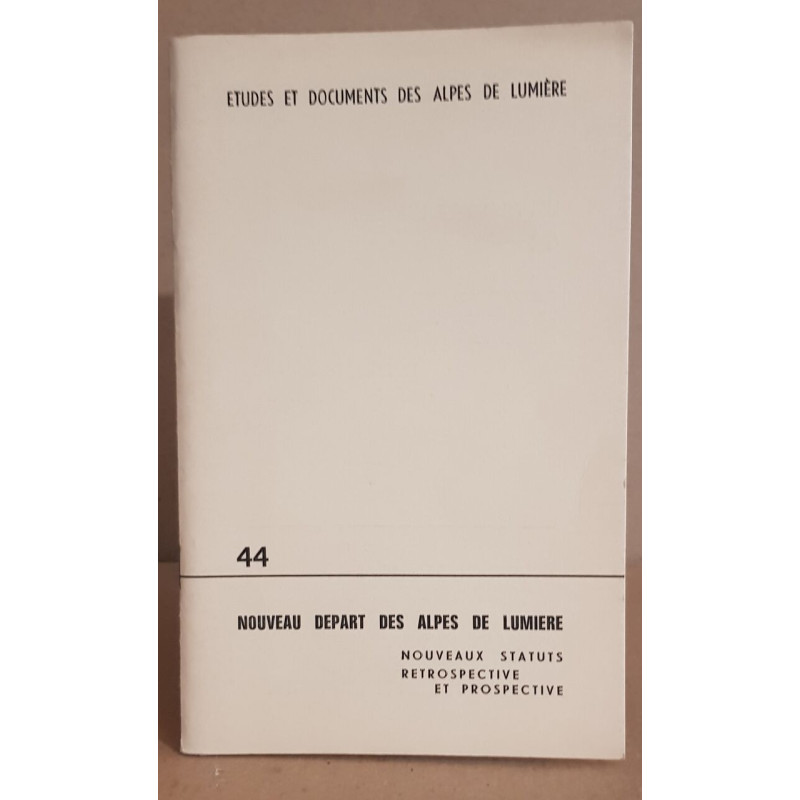 ETUDES ET DOCUMENTS DES ALPES DE LUMIÈRE
44
NOUVEAU DEPART DES ALPES DE LUMIERE
NOUVEAUX STATUTS
RETROSPECTIVE
ET PROSPECTIVE